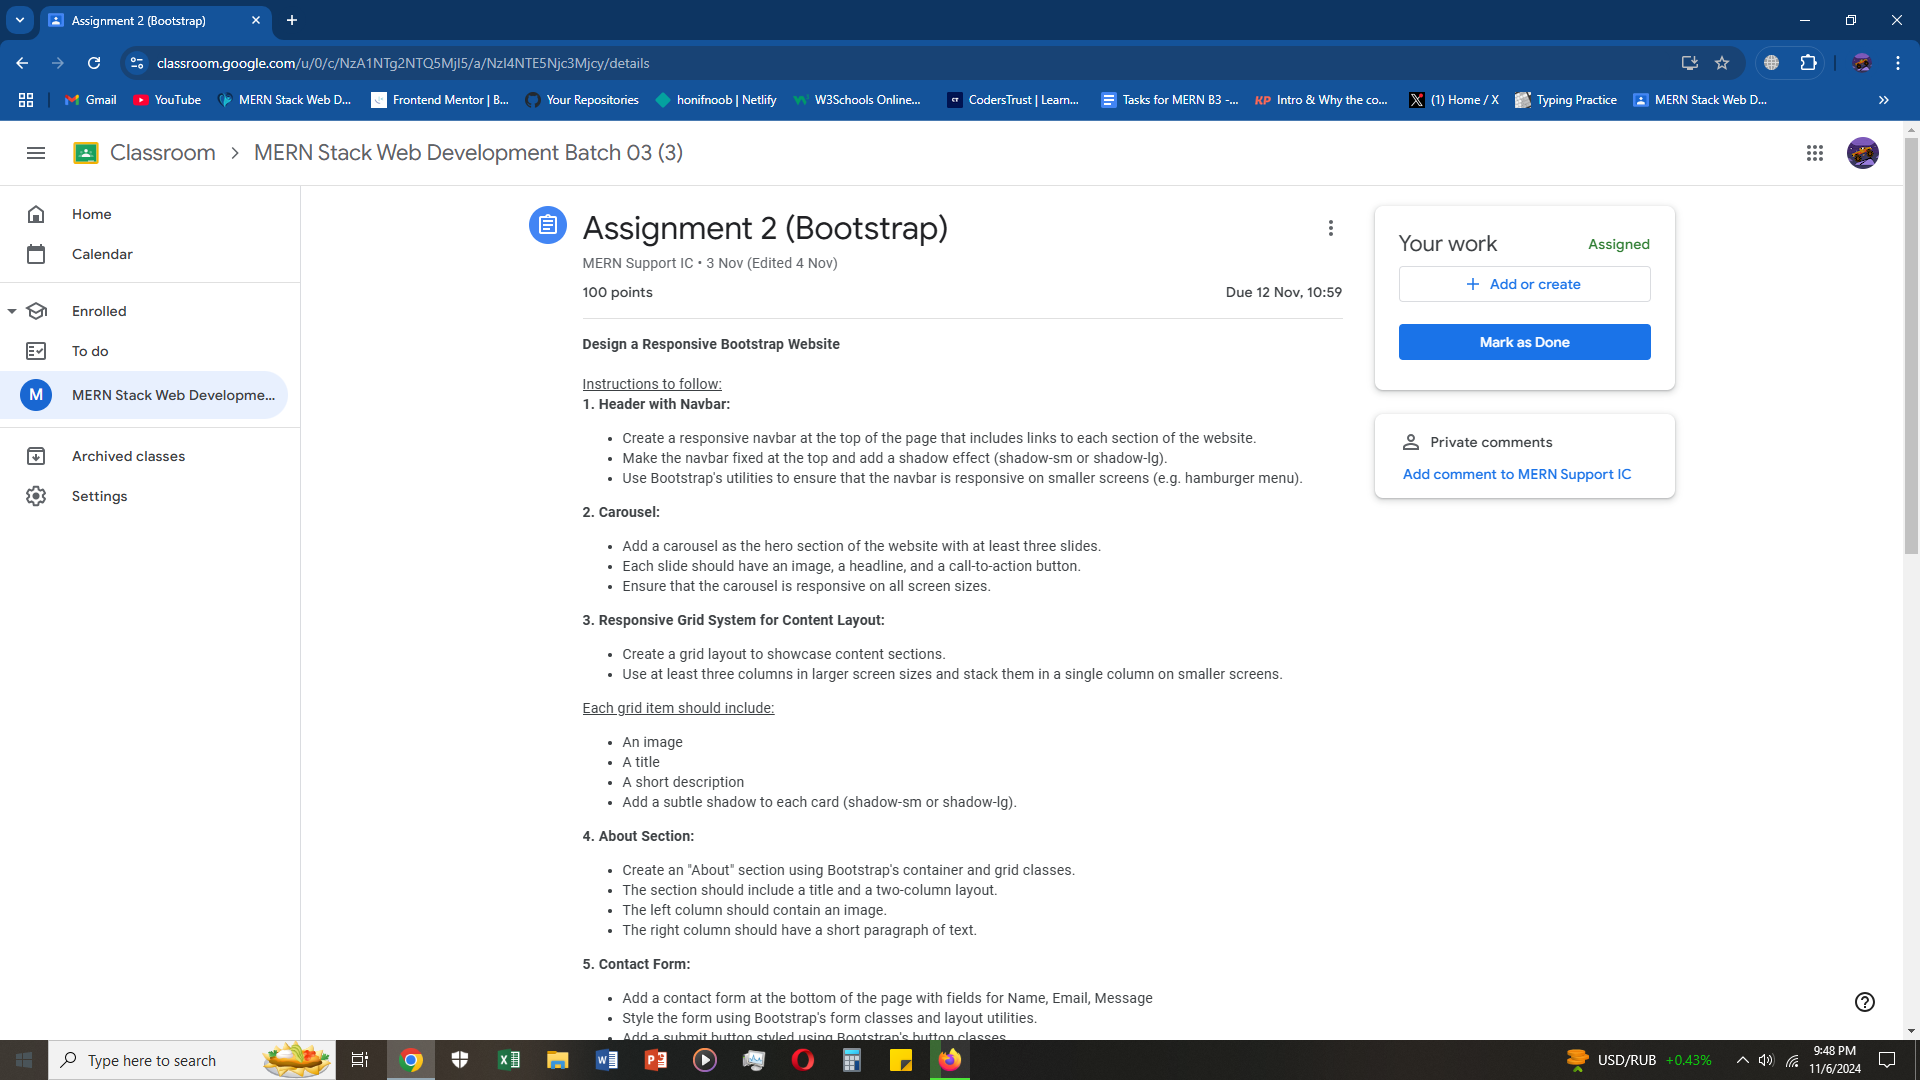 Assignment 2 (Bootstrap)
classroom.google.com/u/0/c/NzA1NTg2NTQ5MjI5/a/NzI4NTE5Njc3Mjcy/details
Gmail
YouTube
MERN Stack Web D...
Frontend Mentor | B...
Your Repositories
honifnoob | Netlify
W3Schools Online...
CodersTrust | Learn...
Tasks for MERN B3 -...
KP Intro & Why the co...
(1) Home / X
Typing Practice
MERN Stack Web D...
Classroom > MERN Stack Web Development Batch 03 (3)
Home
Calendar
Enrolled
To do
M MERN Stack Web Developme...
Archived classes
Settings
Assignment 2 (Bootstrap)
MERN Support IC • 3 Nov (Edited 4 Nov)
100 points
Due 12 Nov, 10:59
Design a Responsive Bootstrap Website
Instructions to follow:
1. Header with Navbar:
• Create a responsive navbar at the top of the page that includes links to each section of the website.
• Make the navbar fixed at the top and add a shadow effect (shadow-sm or shadow-lg).
• Use Bootstrap's utilities to ensure that the navbar is responsive on smaller screens (e.g. hamburger menu).
2. Carousel:
• Add a carousel as the hero section of the website with at least three slides.
• Each slide should have an image, a headline, and a call-to-action button.
• Ensure that the carousel is responsive on all screen sizes.
3. Responsive Grid System for Content Layout:
• Create a grid layout to showcase content sections.
• Use at least three columns in larger screen sizes and stack them in a single column on smaller screens.
Each grid item should include:
• An image
• A title
• A short description
• Add a subtle shadow to each card (shadow-sm or shadow-lg).
4. About Section:
• Create an "About" section using Bootstrap's container and grid classes.
• The section should include a title and a two-column layout.
• The left column should contain an image.
• The right column should have a short paragraph of text.
5. Contact Form:
• Add a contact form at the bottom of the page with fields for Name, Email, Message
• Style the form using Bootstrap's form classes and layout utilities.
• Add a submit button styled using Bootstrap's button classes.
Your work
Assigned
+ Add or create
Mark as Done
Private comments
Add comment to MERN Support IC
Type here to search
USD/RUB +0.43%
9:48 PM
11/6/2024